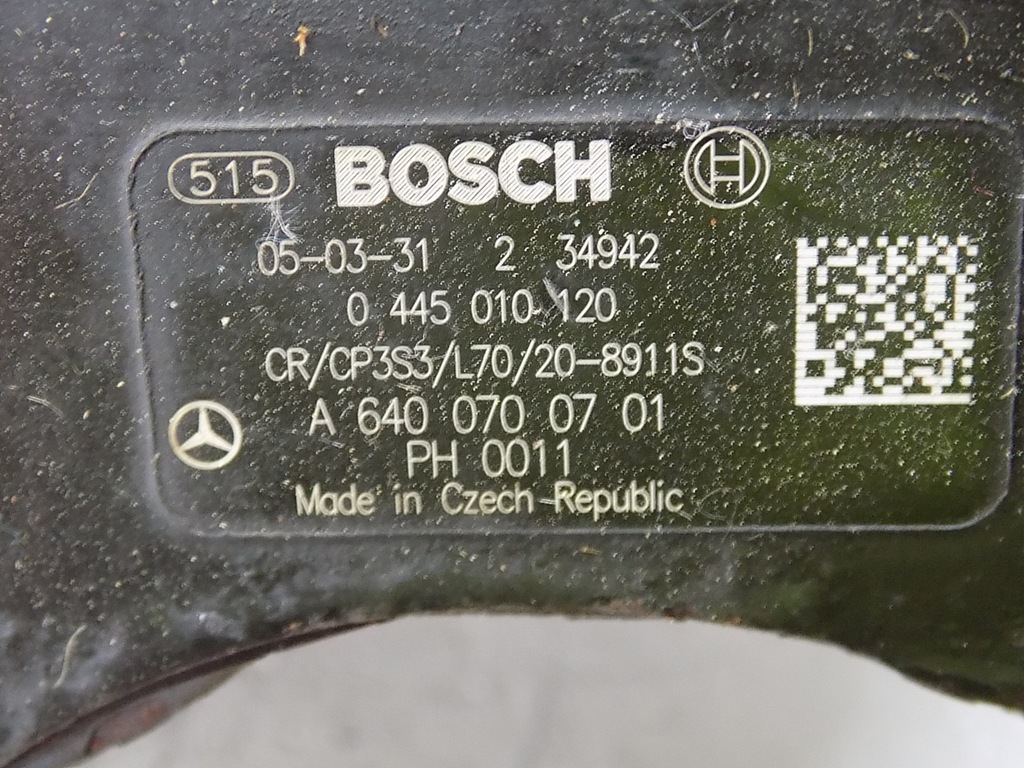 515 BOSCH
05-03-31 2 34942
0 445 010 120
CR/CP3S3/L70/20-8911S
A 640 070 07 01
PH 0011
Made in Czech Republic